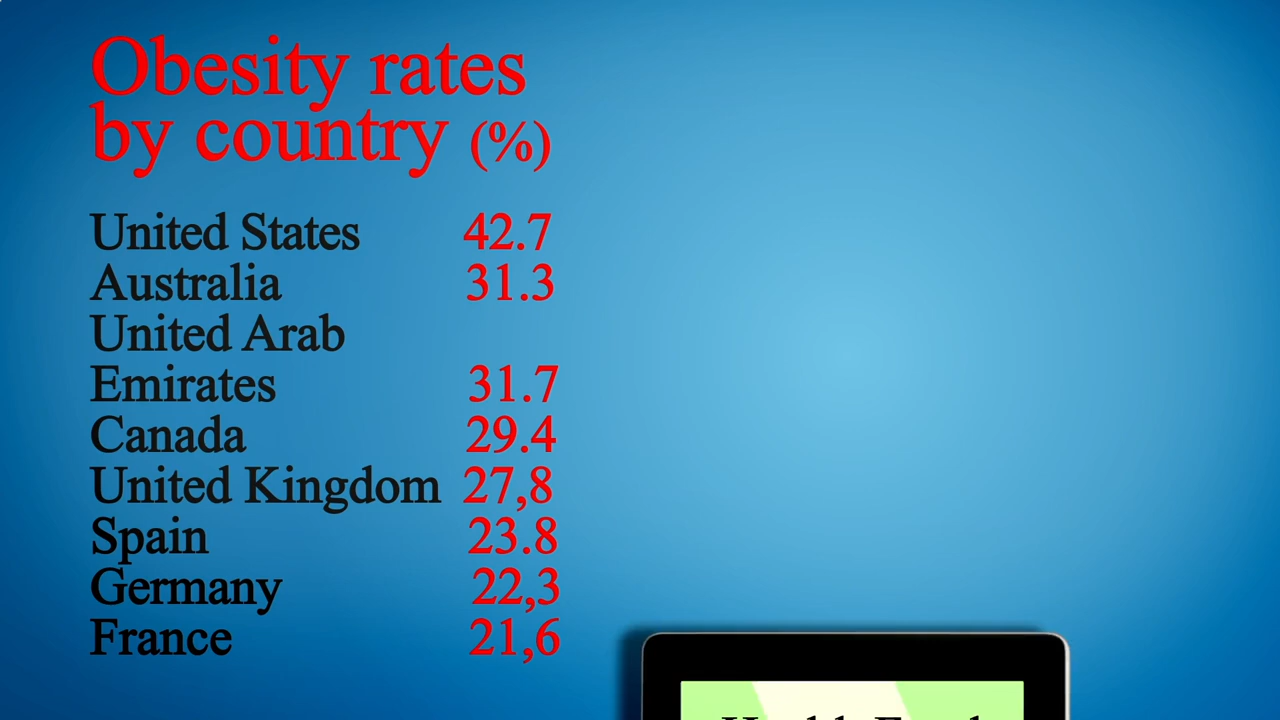 Obesity rates
by country (%)
United States 42.7
Australia 31.3
United Arab
Emirates 31.7
Canada 29.4
United Kingdom 27,8
Spain 23.8
Germany 22,3
France 21,6